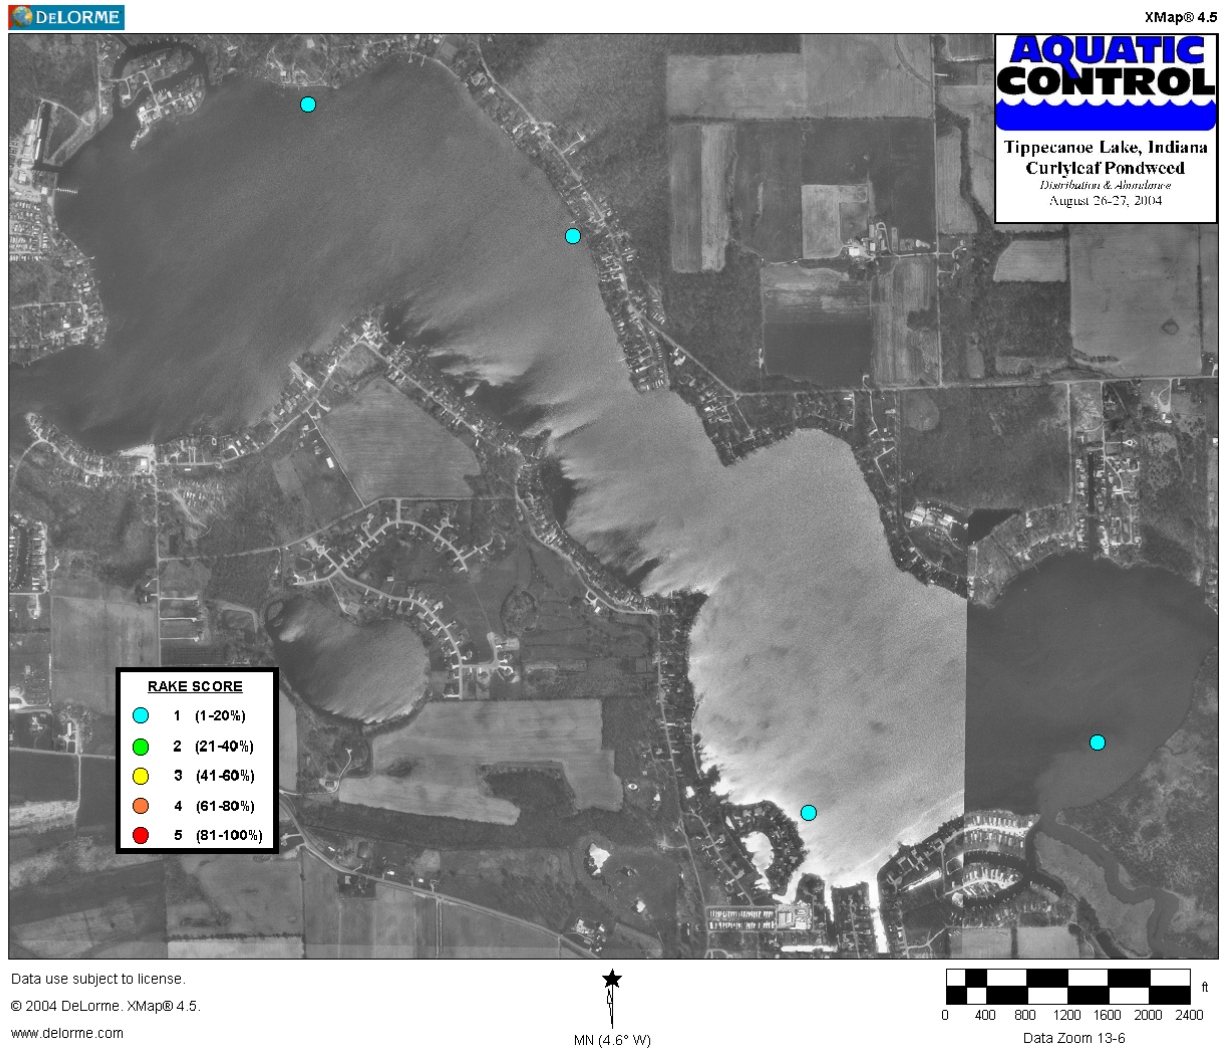 DELORME
XMap® 4.5
AQUATIC
CONTROL
Tippecanoe Lake, Indiana
Curlyleaf Pondweed
Distribution & Abundance
August 26-27, 2004
RAKE SCORE
1 (1-20%)
2 (21-40%)
3 (41-60%)
4 (61-80%)
5 (81-100%)
Data use subject to license.
© 2004 DeLorme. XMap® 4.5.
www.delorme.com
MN (4.6° W)
ft
0 400 800 1200 1600 2000 2400
Data Zoom 13-6